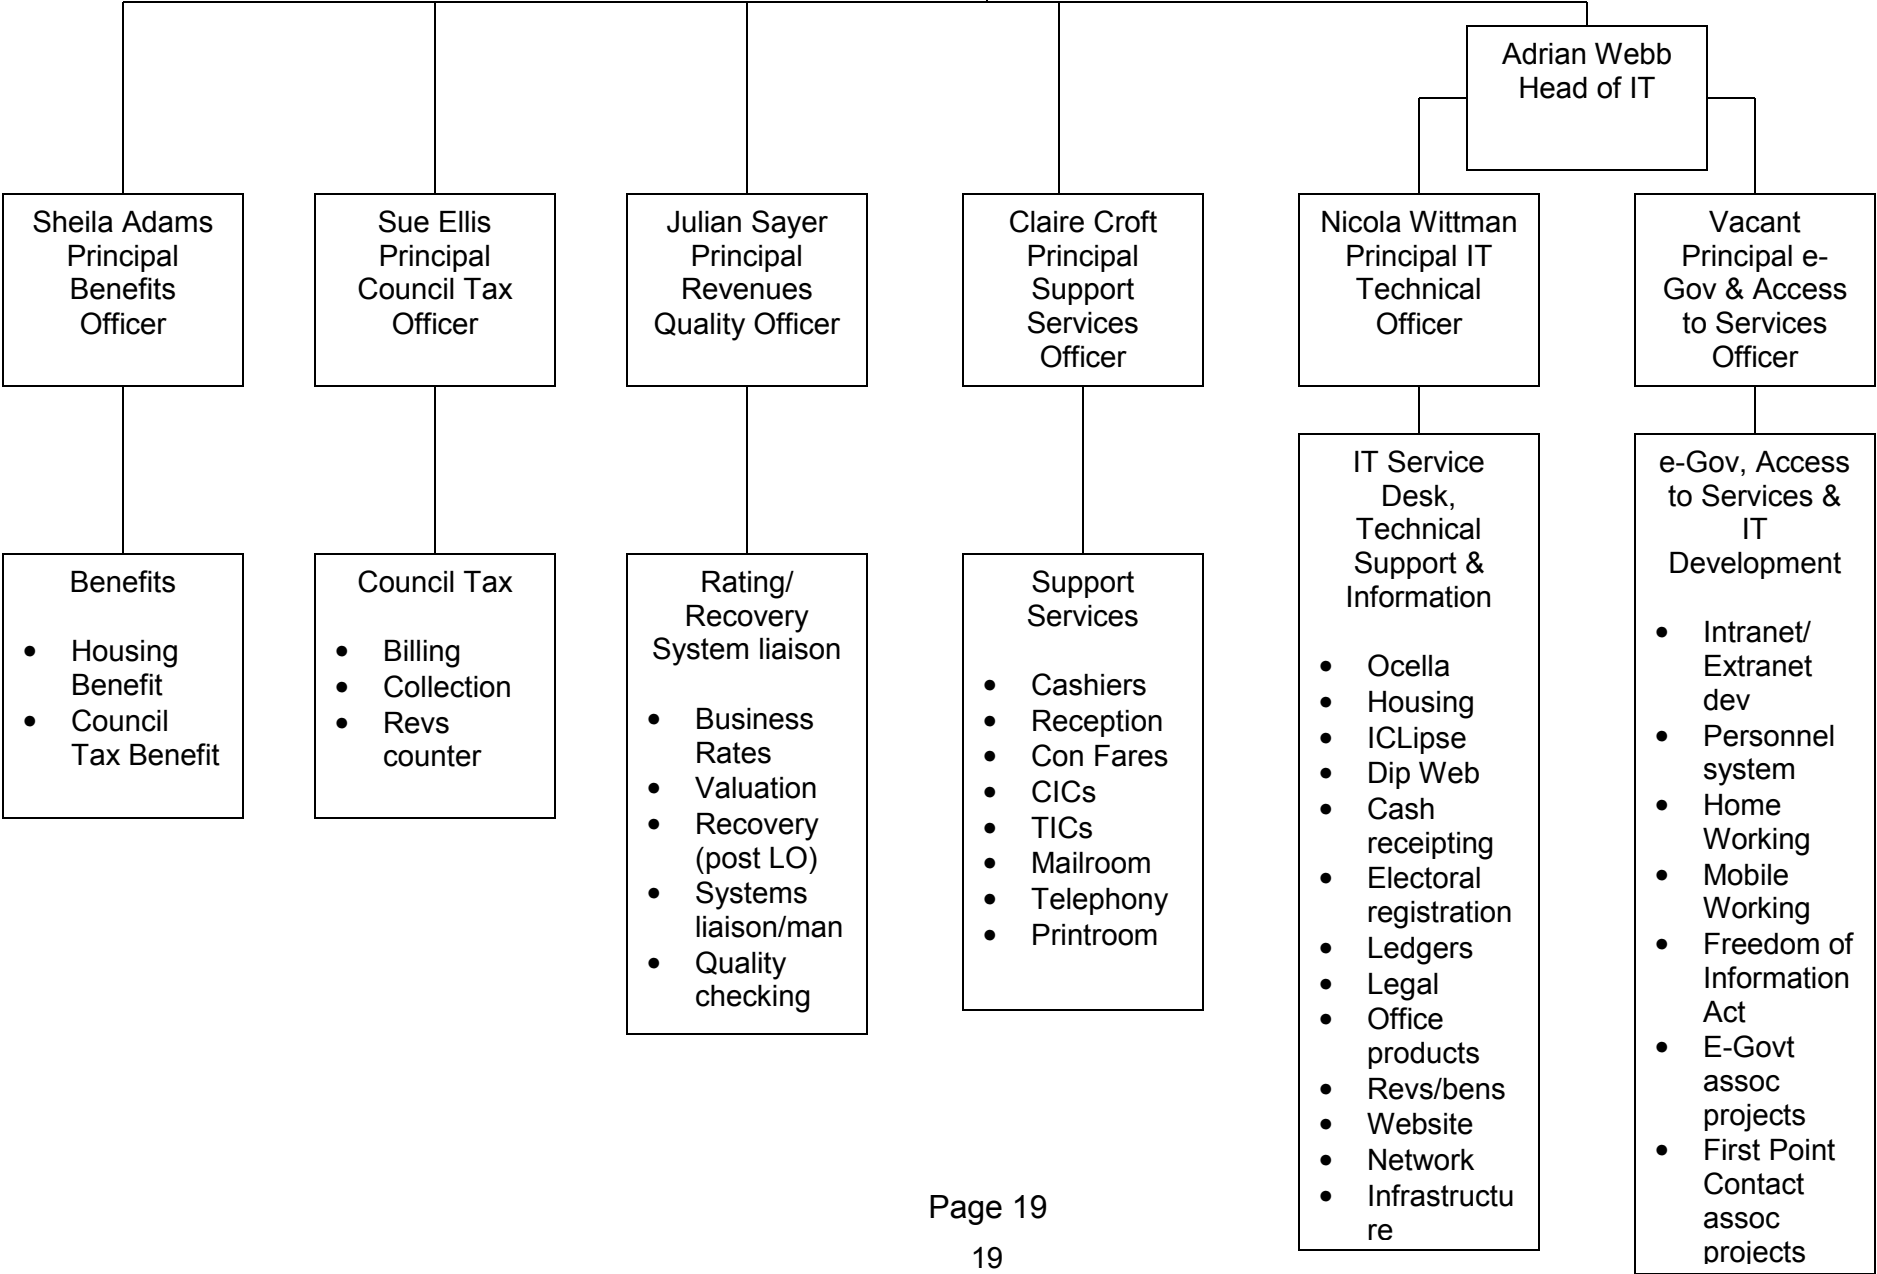 Adrian Webb
Head of IT
Sheila Adams
Principal
Benefits
Officer
Sue Ellis
Principal
Council Tax
Officer
Julian Sayer
Principal
Revenues
Quality Officer
Claire Croft
Principal
Support
Services
Officer
Nicola Wittman
Principal IT
Technical
Officer
Vacant
Principal e-
Gov & Access
to Services
Officer
Benefits
• Housing
Benefit
• Council
Tax Benefit
Council Tax
• Billing
• Collection
• Revs
counter
Rating/
Recovery
System liaison
• Business
Rates
• Valuation
• Recovery
(post LO)
• Systems
liaison/man
• Quality
checking
Support
Services
• Cashiers
• Reception
• Con Fares
• CICs
• TICs
• Mailroom
• Telephony
• Printroom
IT Service
Desk,
Technical
Support &
Information
• Ocella
• Housing
• ICLipse
• Dip Web
• Cash
receipting
• Electoral
registration
• Ledgers
• Legal
• Office
products
• Revs/bens
• Website
• Network
• Infrastructu
re
e-Gov, Access
to Services &
IT
Development
• Intranet/
Extranet
dev
• Personnel
system
• Home
Working
• Mobile
Working
• Freedom of
Information
Act
• E-Govt
assoc
projects
• First Point
Contact
assoc
projects
Page 19
19